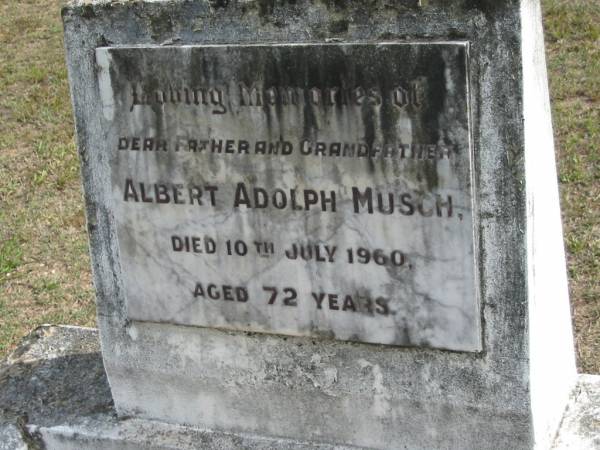 Loving Memories of
DEAR FATHER AND GRANDFATHER
ALBERT ADOLPH MUSCH,
DIED 10TH JULY 1960,
AGED 72 YEARS.